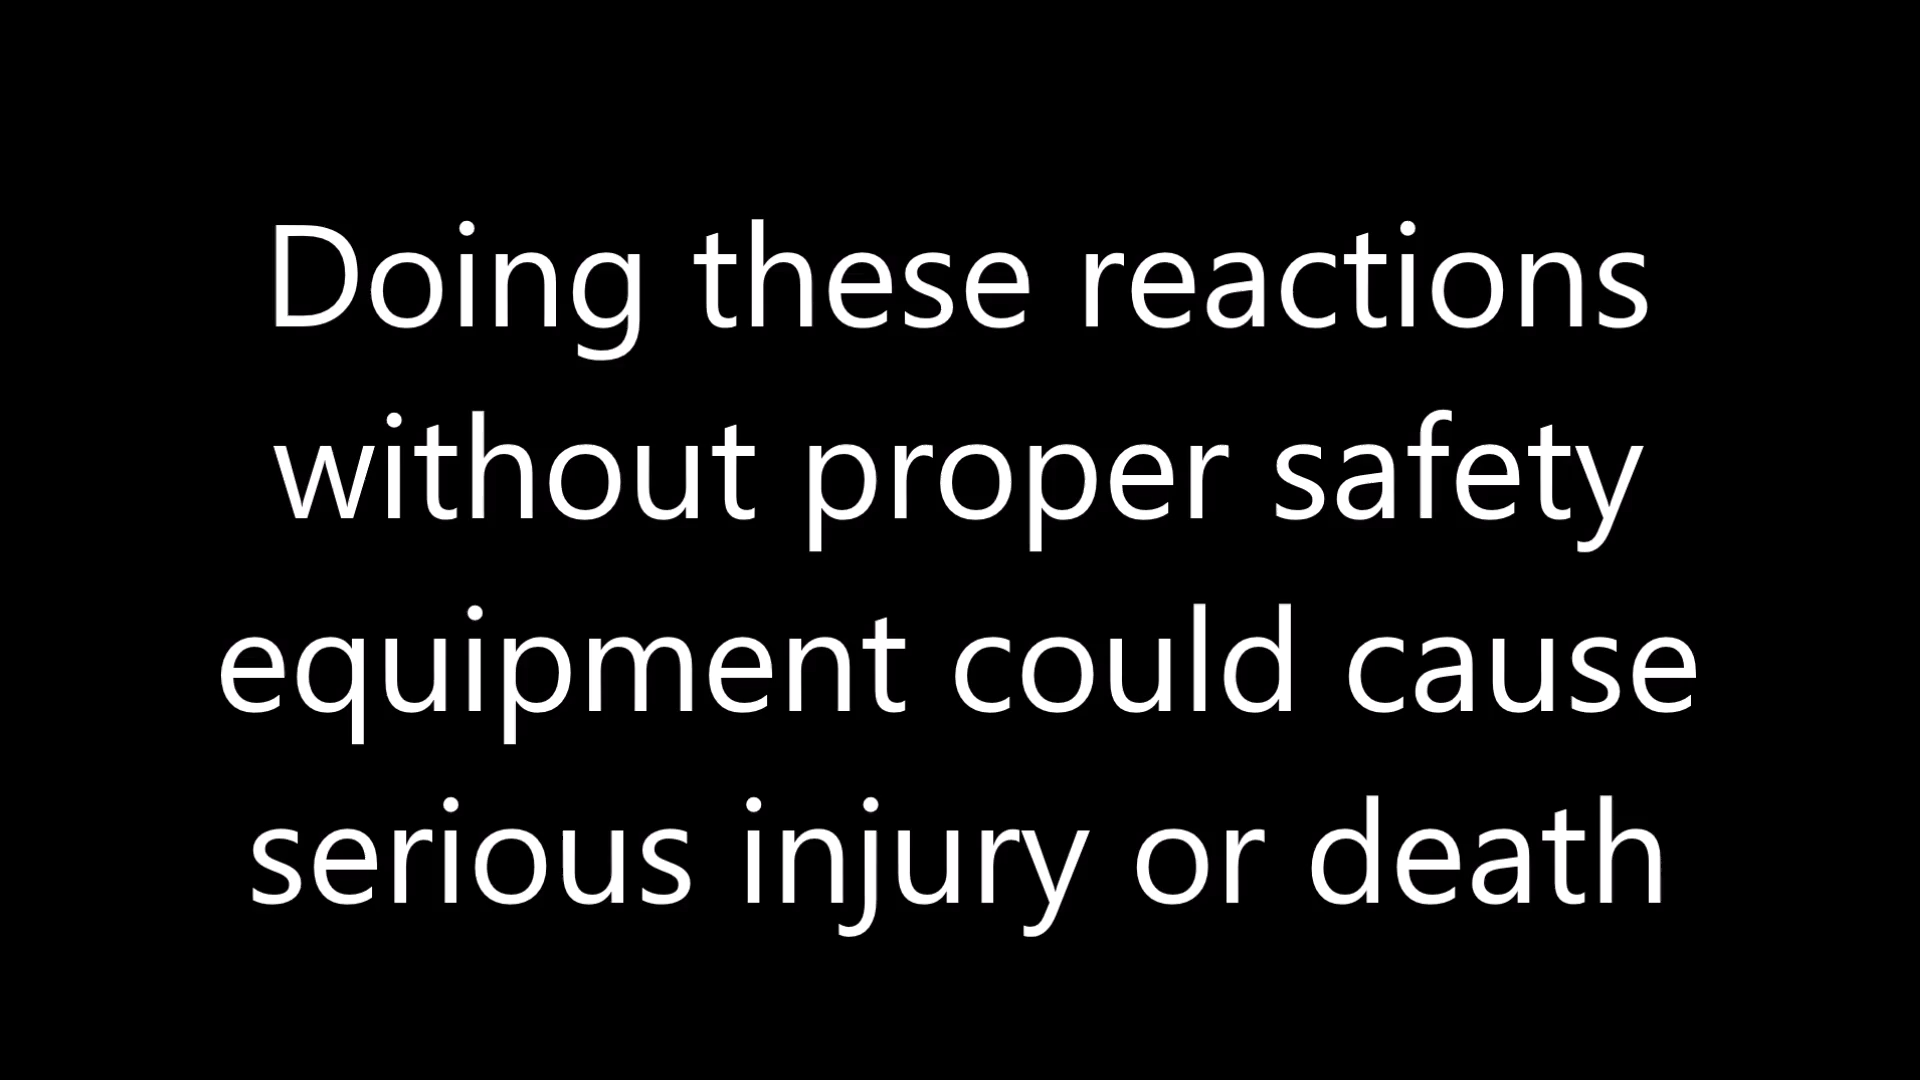 Doing these reactions
without proper safety
equipment could cause
serious injury or death